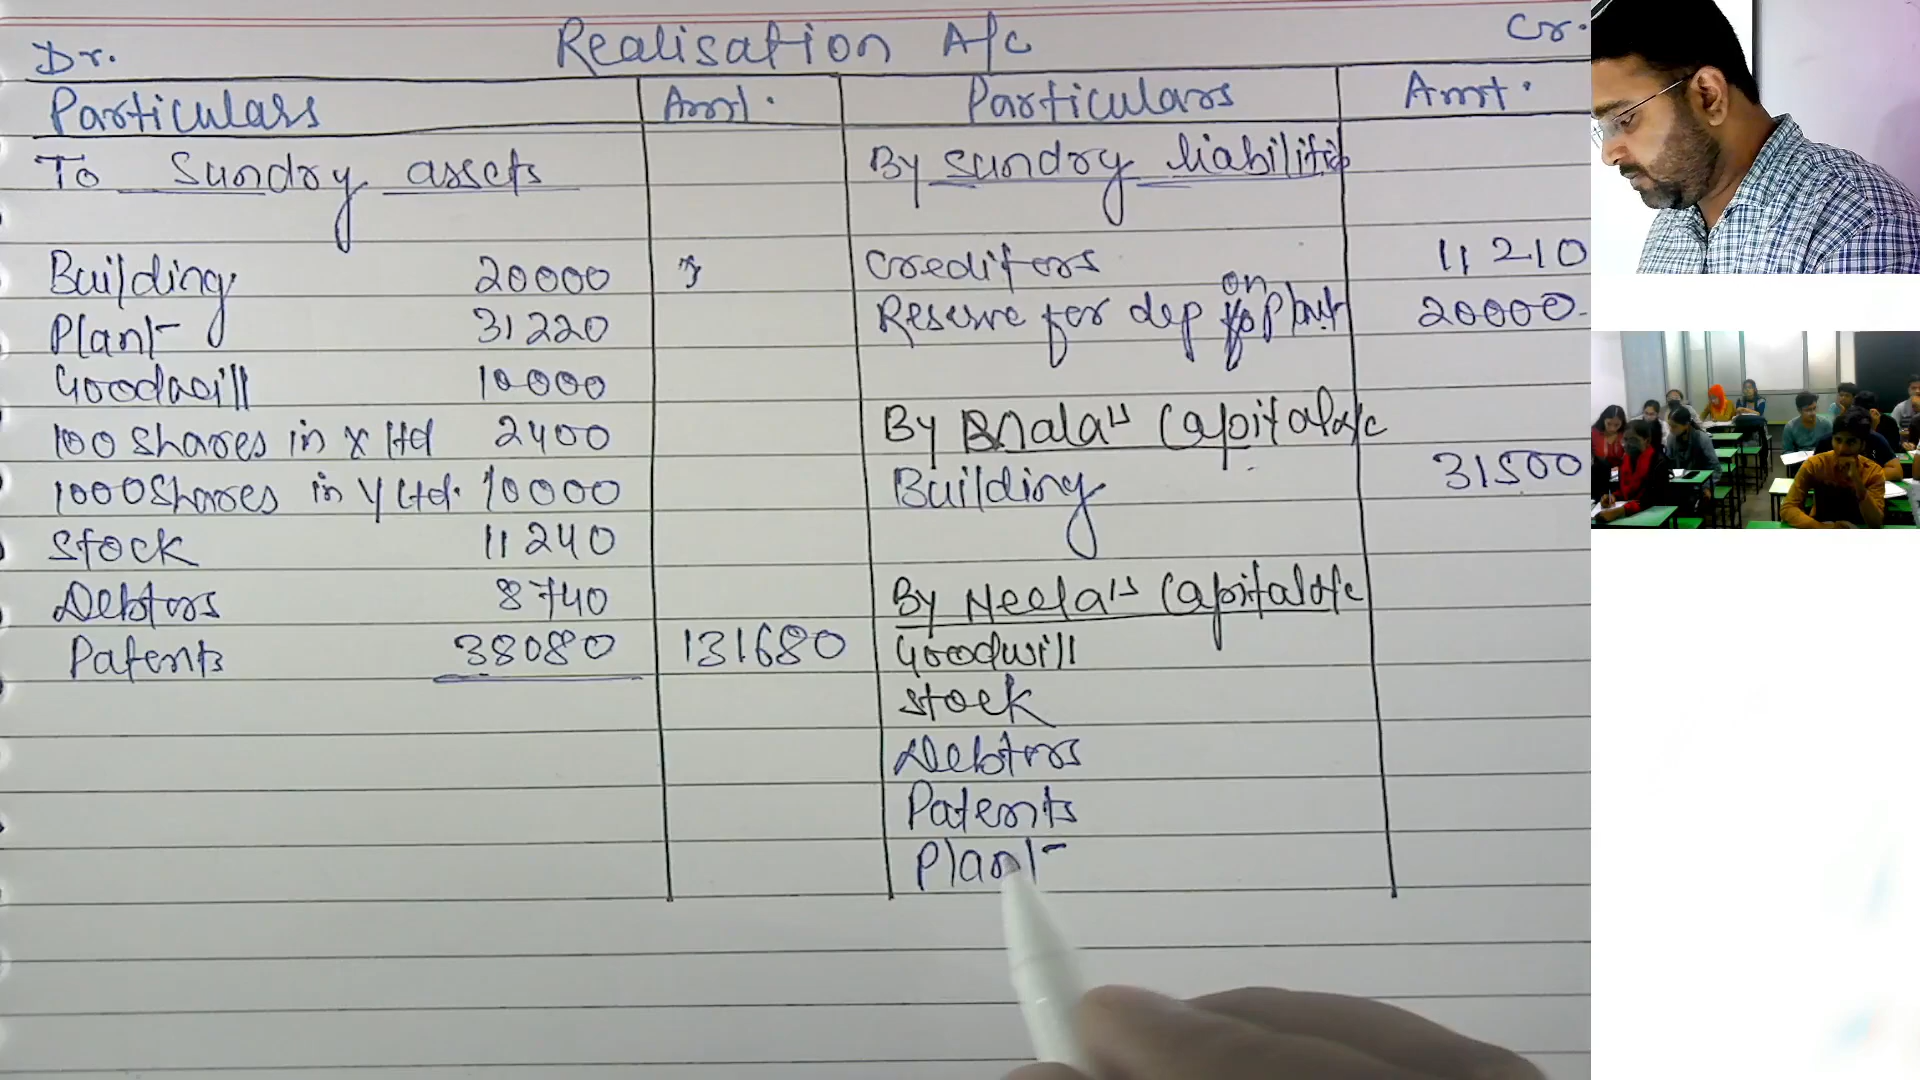 Realisation A/c
Dr.
Cr.
Particulars Amt. Particulars Amt.
To Sundry assets
Building 20000
Plant 31220
Goodwill 10000
100 Shares in X Ltd 2400
1000 Shares in Y Ltd. 10000
Stock 11240
Debtors 8740
Patents 38080 131680
By Sundry liabilities
Creditors 11210
Reserve for dep on Plant 20000
By Capital A/c
Building 31500
By Capital A/c
Goodwill
Stock
Debtors
Patents
Plant